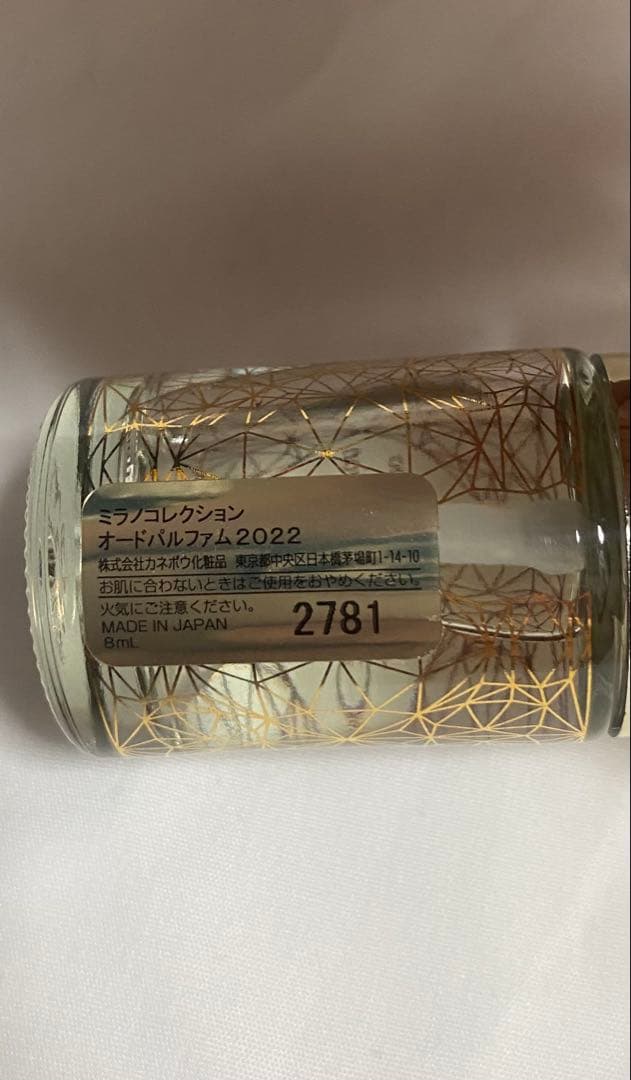 ミラノコレクション
オードパルファム2022
株式会社カネボウ化粧品 東京都中央区日本橋茅場町1-14-10
お肌に合わないときはご使用をおやめください。
火気にご注意ください。
MADE IN JAPAN
8mL
2781